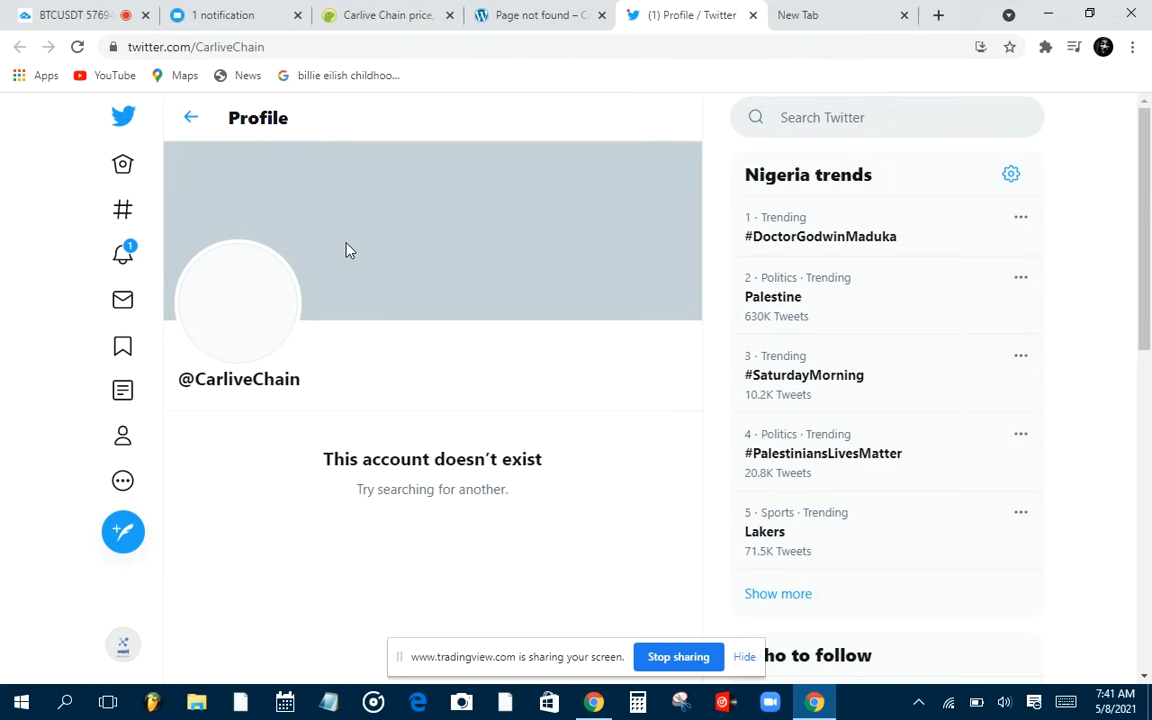 BTCUSDT 5769
1 notification
Carlive Chain price,
Page not found – C
(1) Profile / Twitter
New Tab
twitter.com/CarliveChain
Apps
YouTube
Maps
News
billie eilish childhoo...
Profile
Search Twitter
Nigeria trends
1 · Trending
#DoctorGodwinMaduka
1
2 · Politics · Trending
Palestine
630K Tweets
3 · Trending
#SaturdayMorning
10.2K Tweets
@CarliveChain
4 · Politics · Trending
#PalestiniansLivesMatter
20.8K Tweets
This account doesn't exist
Try searching for another.
5 · Sports · Trending
Lakers
71.5K Tweets
Show more
www.tradingview.com is sharing your screen.
Stop sharing
Hide
ho to follow
7:41 AM
5/8/2021